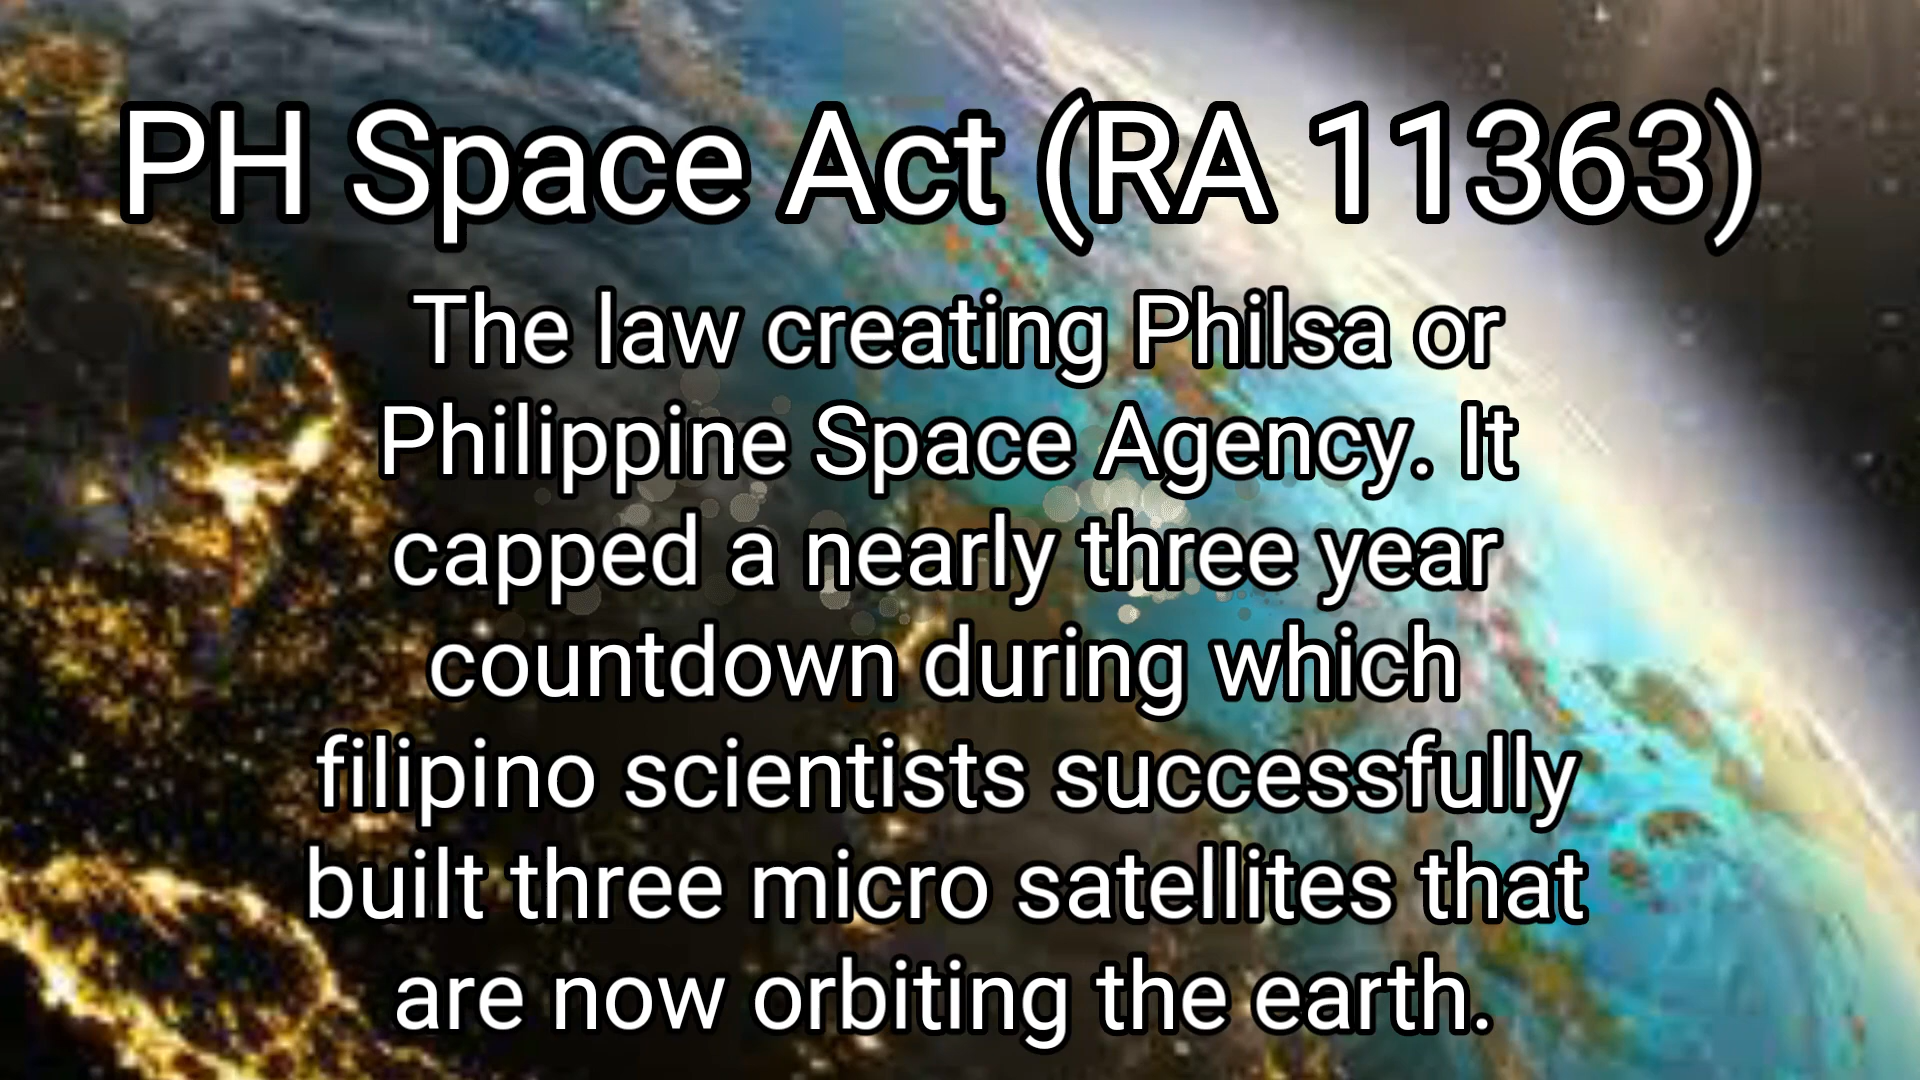 PH Space Act (RA 11363)
The law creating Philsa or
Philippine Space Agency. It
capped a nearly three year
countdown during which
filipino scientists successfully
built three micro satellites that
are now orbiting the earth.